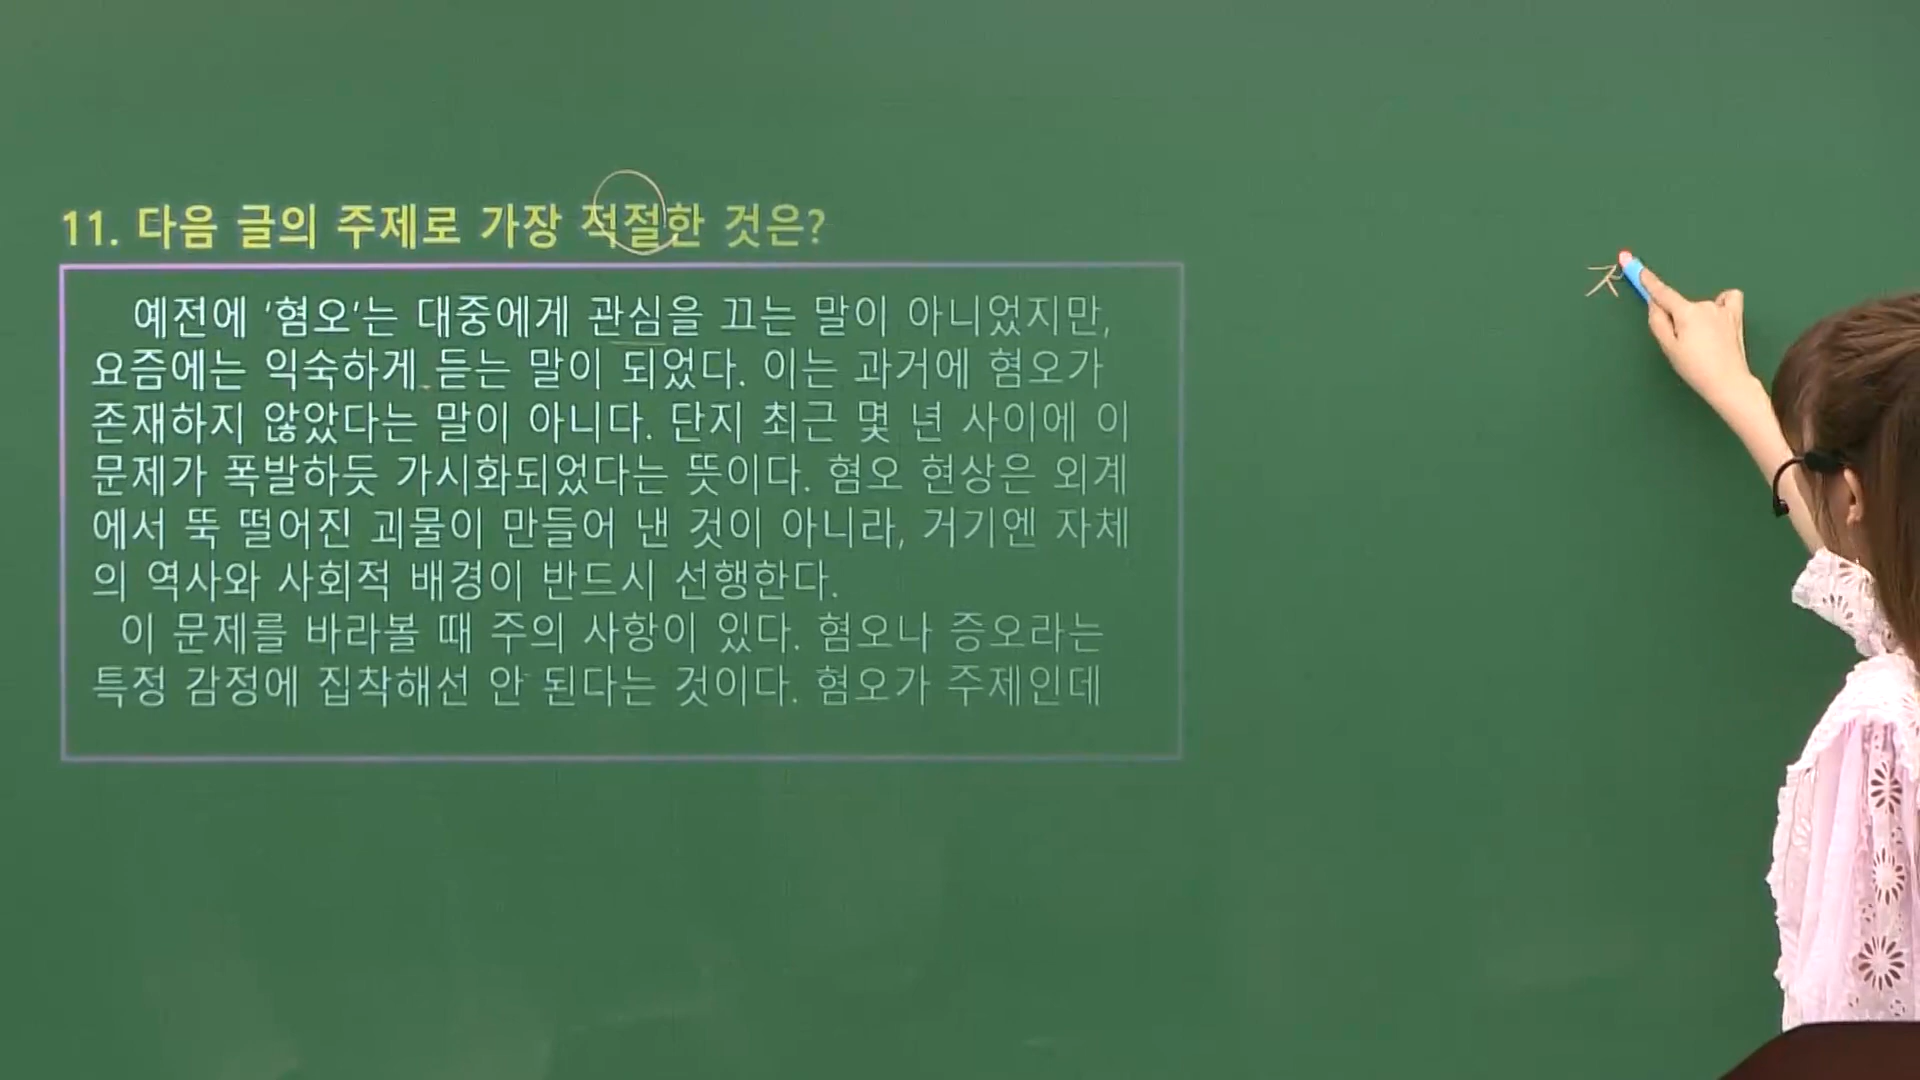 11. 다음 글의 주제로 가장 적절한 것은?
예전에 '혐오'는 대중에게 관심을 끄는 말이 아니었지만,
요즘에는 익숙하게 듣는 말이 되었다. 이는 과거에 혐오가
존재하지 않았다는 말이 아니다. 단지 최근 몇 년 사이에 이
문제가 폭발하듯 가시화되었다는 뜻이다. 혐오 현상은 외계
에서 뚝 떨어진 괴물이 만들어 낸 것이 아니라, 거기엔 자체
의 역사와 사회적 배경이 반드시 선행한다.
이 문제를 바라볼 때 주의 사항이 있다. 혐오나 증오라는
특정 감정에 집착해선 안 된다는 것이다. 혐오가 주제인데